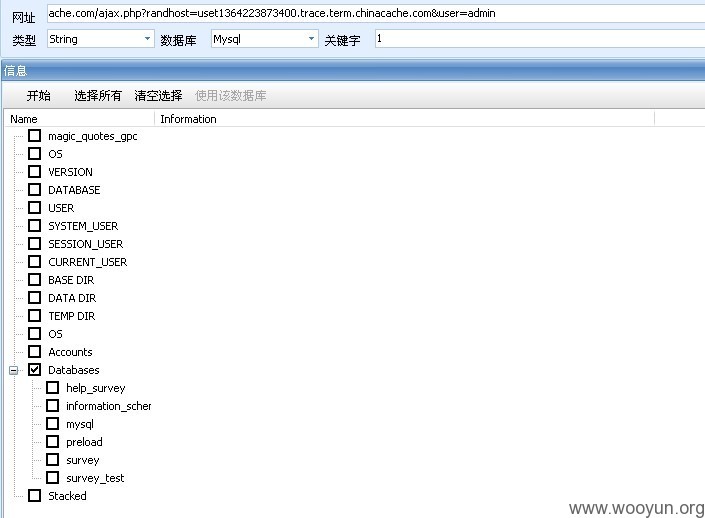 网址 ache.com/ajax.php?randhost=uset1364223873400.trace.term.chinacache.com&user=admin
类型 String 数据库 Mysql 关键字 1
信息
开始 选择所有 清空选择 使用该数据库
Name Information
magic_quotes_gpc
OS
VERSION
DATABASE
USER
SYSTEM_USER
SESSION_USER
CURRENT_USER
BASE DIR
DATA DIR
TEMP DIR
OS
Accounts
Databases
help_survey
information_scher
mysql
preload
survey
survey_test
Stacked
www.wooyun.org